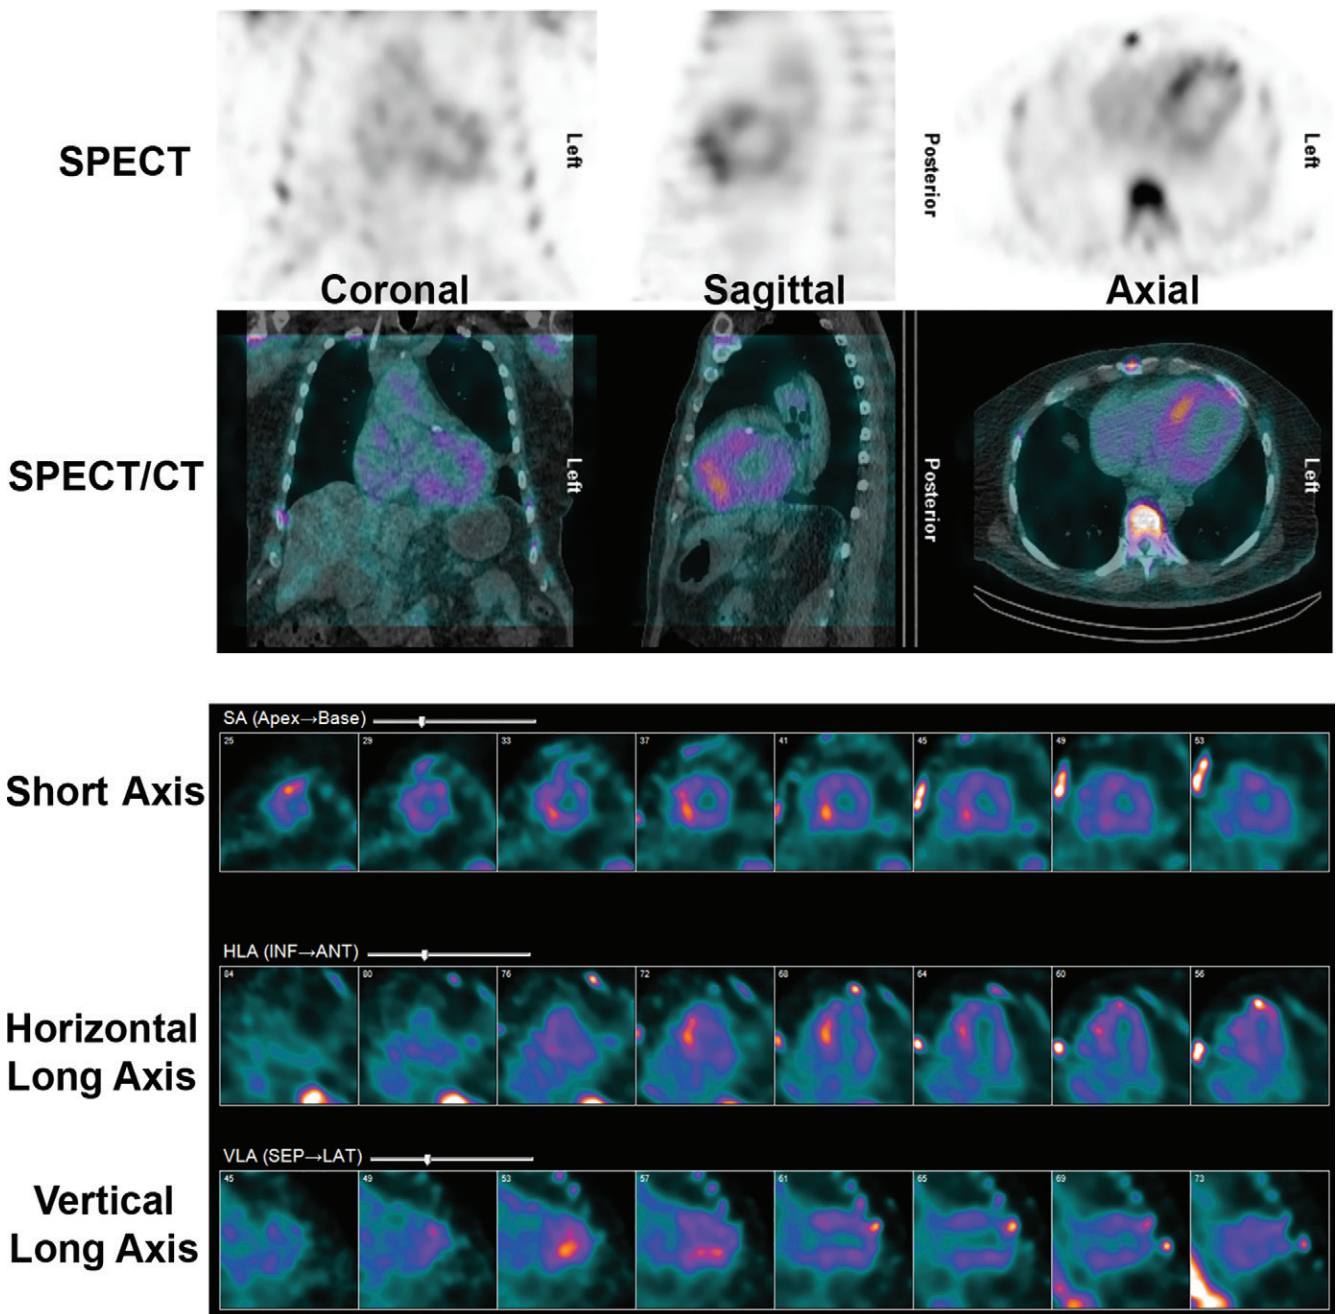 SPECT
Left
Posterior
Left
Coronal
Sagittal
Axial
SPECT/CT
Left
Posterior
Left
SA (Apex→Base)
25
29
33
37
41
45
49
53
Short Axis
HLA (INF→ANT)
84
80
76
72
68
64
60
56
Horizontal
Long Axis
VLA (SEP→LAT)
45
49
53
57
61
65
69
73
Vertical
Long Axis